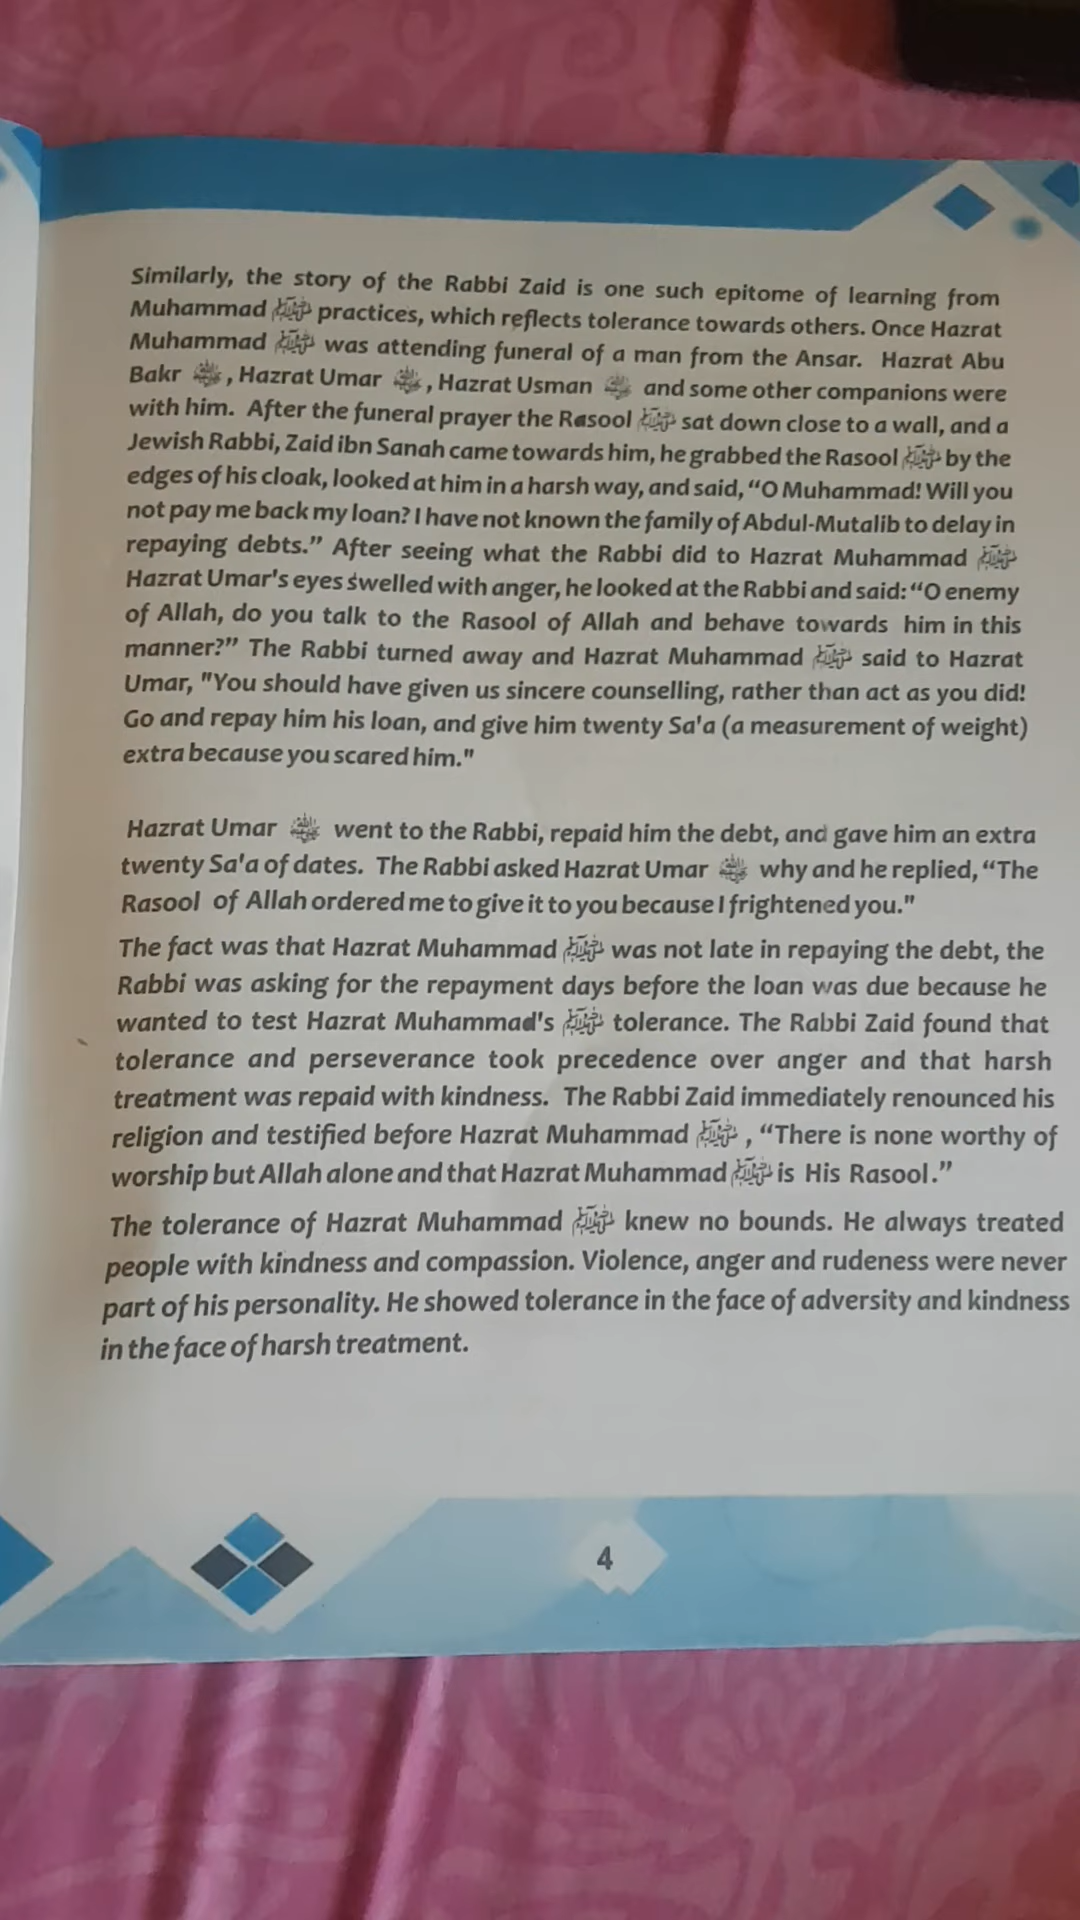 Similarly, the story of the Rabbi Zaid is one such epitome of learning from
Muhammad ﷺ practices, which reflects tolerance towards others. Once Hazrat
Muhammad ﷺ was attending funeral of a man from the Ansar. Hazrat Abu
Bakr , Hazrat Umar , Hazrat Usman and some other companions were
with him. After the funeral prayer the Rasool ﷺ sat down close to a wall, and a
Jewish Rabbi, Zaid ibn Sanah came towards him, he grabbed the Rasool ﷺ by the
edges of his cloak, looked at him in a harsh way, and said, “O Muhammad! Will you
not pay me back my loan? I have not known the family of Abdul-Mutalib to delay in
repaying debts.” After seeing what the Rabbi did to Hazrat Muhammad ﷺ
Hazrat Umar's eyes swelled with anger, he looked at the Rabbi and said: “O enemy
of Allah, do you talk to the Rasool of Allah and behave towards him in this
manner?” The Rabbi turned away and Hazrat Muhammad ﷺ said to Hazrat
Umar, "You should have given us sincere counselling, rather than act as you did!
Go and repay him his loan, and give him twenty Sa'a (a measurement of weight)
extra because you scared him."
Hazrat Umar went to the Rabbi, repaid him the debt, and gave him an extra
twenty Sa'a of dates. The Rabbi asked Hazrat Umar why and he replied, “The
Rasool of Allah ordered me to give it to you because I frightened you."
The fact was that Hazrat Muhammad ﷺ was not late in repaying the debt, the
Rabbi was asking for the repayment days before the loan was due because he
wanted to test Hazrat Muhammad's ﷺ tolerance. The Rabbi Zaid found that
tolerance and perseverance took precedence over anger and that harsh
treatment was repaid with kindness. The Rabbi Zaid immediately renounced his
religion and testified before Hazrat Muhammad ﷺ , “There is none worthy of
worship but Allah alone and that Hazrat Muhammad ﷺ is His Rasool.”
The tolerance of Hazrat Muhammad ﷺ knew no bounds. He always treated
people with kindness and compassion. Violence, anger and rudeness were never
part of his personality. He showed tolerance in the face of adversity and kindness
in the face of harsh treatment.
4